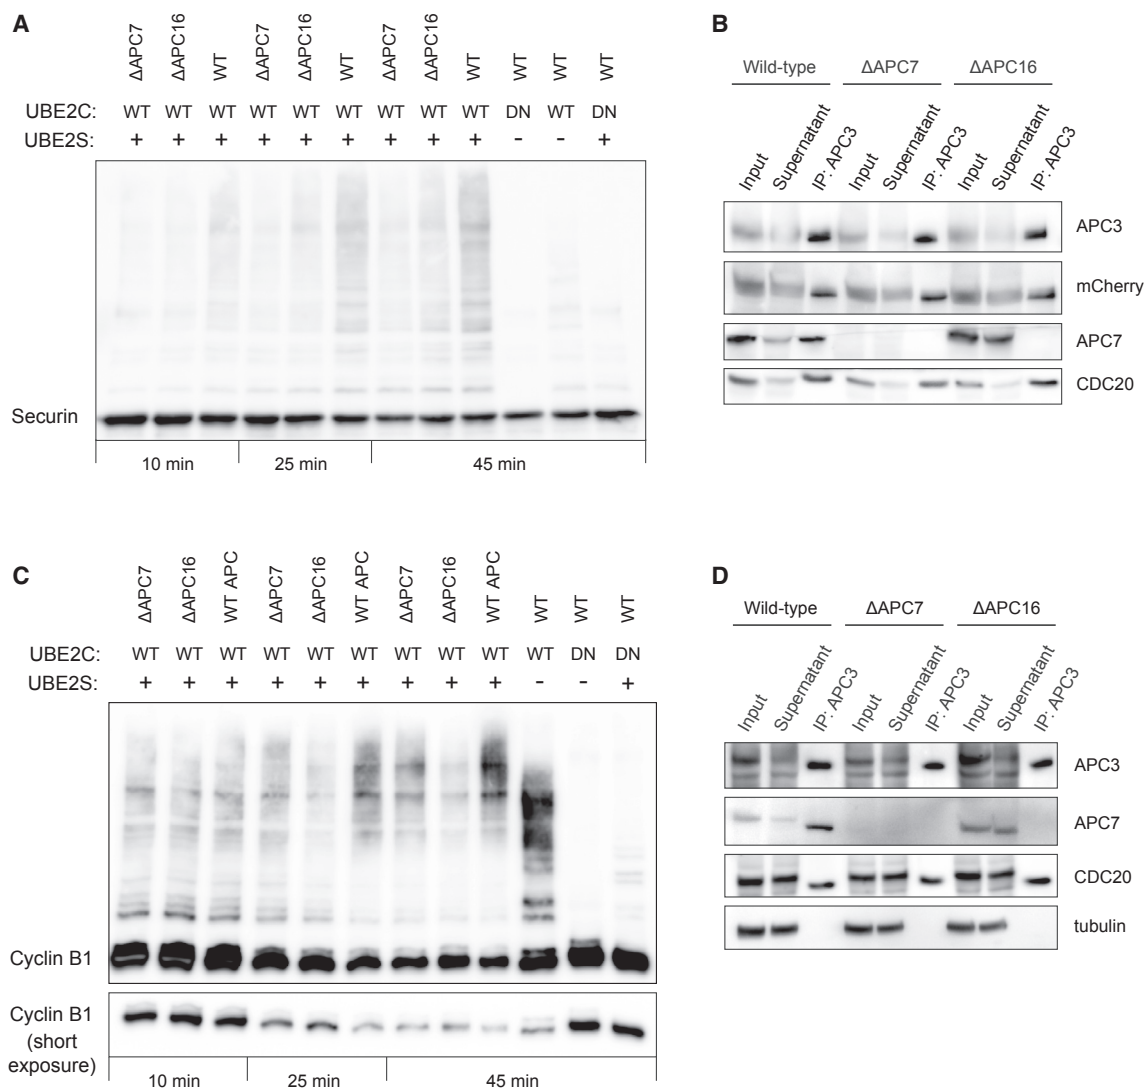 A
ΔAPC7 ΔAPC16 WT ΔAPC7 ΔAPC16 WT ΔAPC7 ΔAPC16 WT WT WT WT
UBE2C: WT WT WT WT WT WT WT WT WT DN WT DN
UBE2S: + + + + + + + + + - - +
Securin
10 min 25 min 45 min
B
Wild-type ΔAPC7 ΔAPC16
Input Supernatant IP: APC3 Input Supernatant IP: APC3 Input Supernatant IP: APC3
APC3
mCherry
APC7
CDC20
C
ΔAPC7 ΔAPC16 WT APC ΔAPC7 ΔAPC16 WT APC ΔAPC7 ΔAPC16 WT APC WT WT WT
UBE2C: WT WT WT WT WT WT WT WT WT WT DN DN
UBE2S: + + + + + + + + + - - +
Cyclin B1
Cyclin B1
(short
exposure)
10 min 25 min 45 min
D
Wild-type ΔAPC7 ΔAPC16
Input Supernatant IP: APC3 Input Supernatant IP: APC3 Input Supernatant IP: APC3
APC3
APC7
CDC20
tubulin